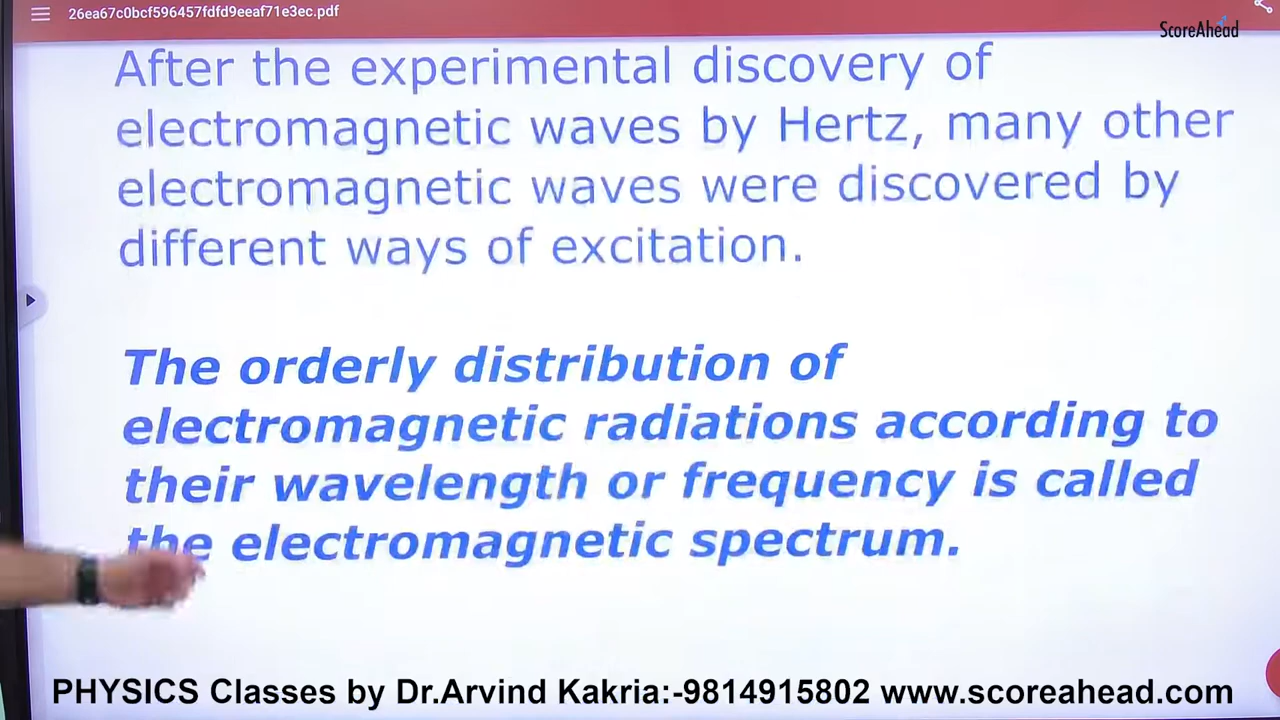 26ea67c0bcf596457fdfd9eeaf71e3ec.pdf
ScoreAhead
After the experimental discovery of
electromagnetic waves by Hertz, many other
electromagnetic waves were discovered by
different ways of excitation.
The orderly distribution of
electromagnetic radiations according to
their wavelength or frequency is called
the electromagnetic spectrum.
PHYSICS Classes by Dr.Arvind Kakria:-9814915802 www.scoreahead.com